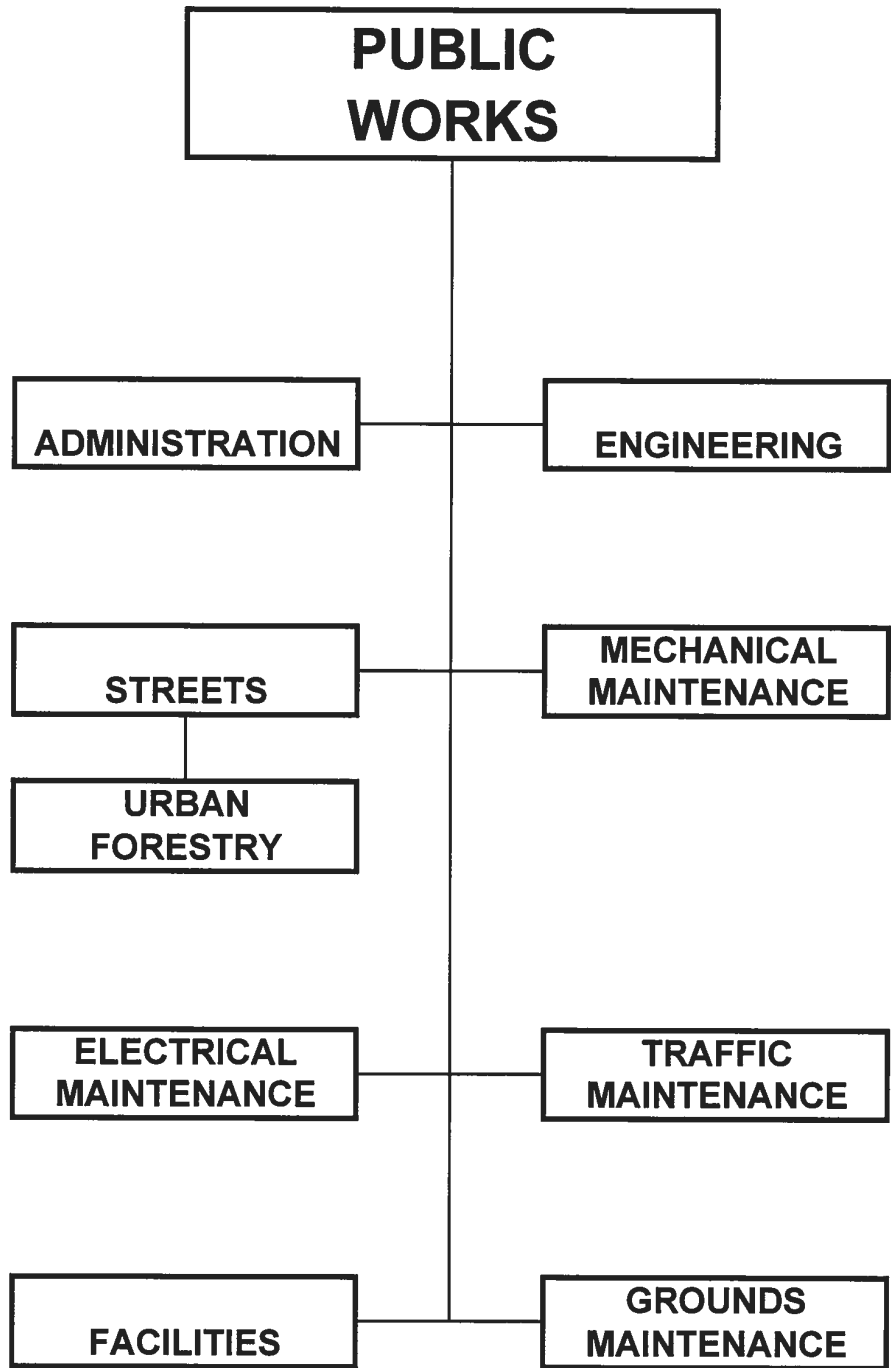 PUBLIC
WORKS
ADMINISTRATION
ENGINEERING
STREETS
MECHANICAL
MAINTENANCE
URBAN
FORESTRY
ELECTRICAL
MAINTENANCE
TRAFFIC
MAINTENANCE
FACILITIES
GROUNDS
MAINTENANCE